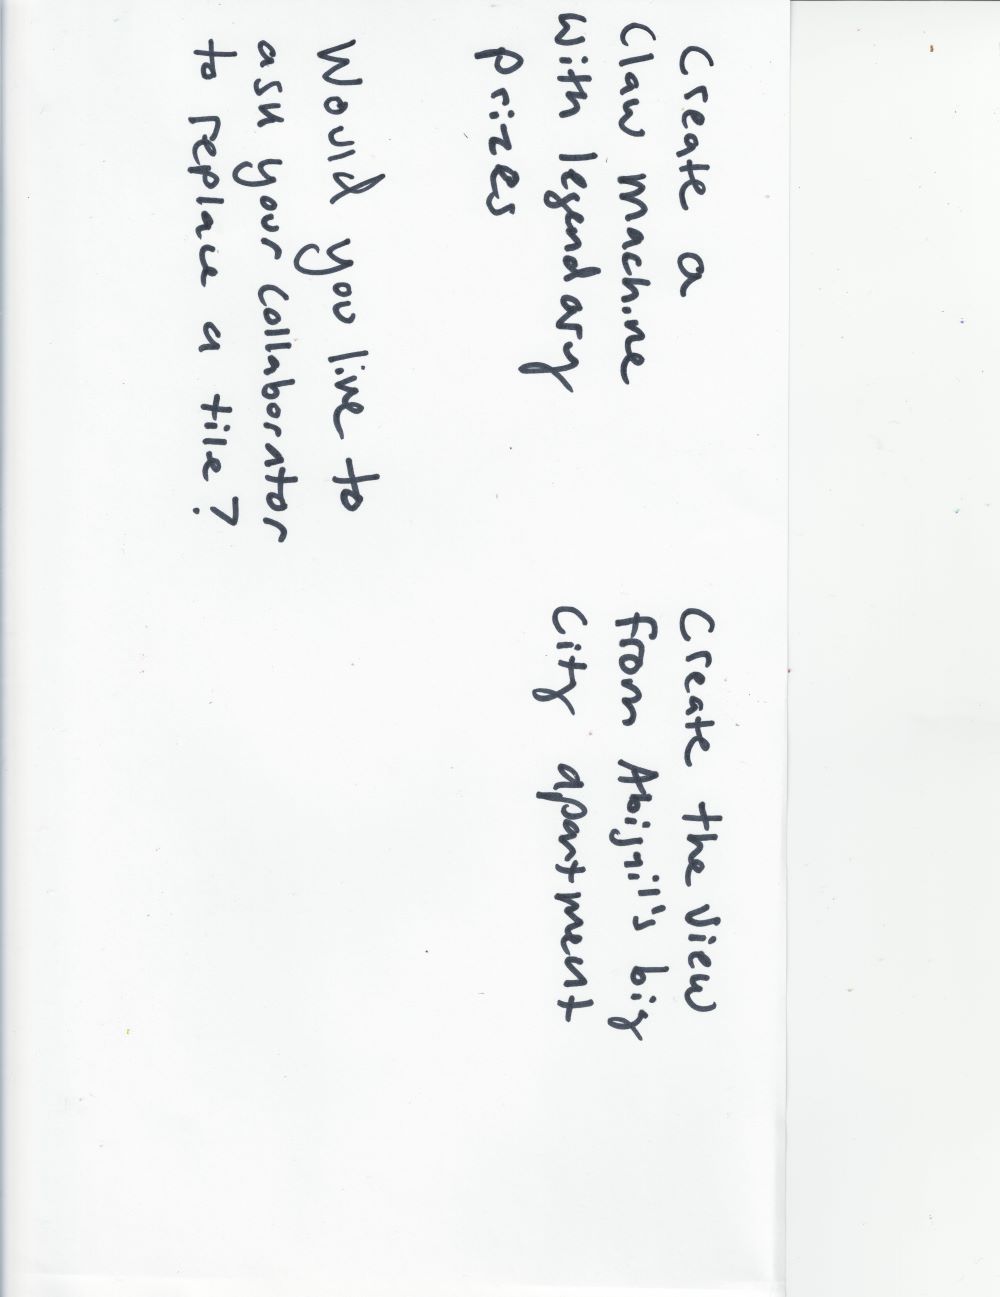 Create a
Claw machine
with legendary
Prizes
Create the View
from Abigail's big
City apartment
Would you like to
ask your collaborator
to replace a tile?